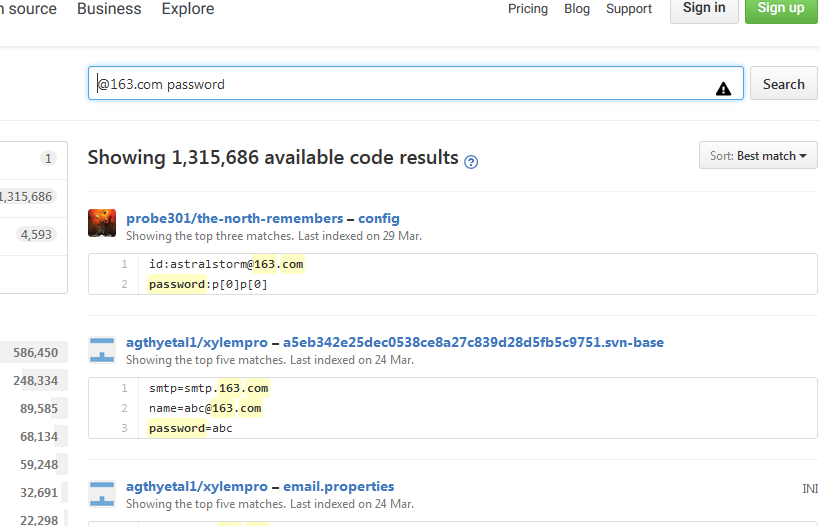 n source Business Explore Pricing Blog Support Sign in Sign up
@163.com password Search
1
1,315,686
4,593
Showing 1,315,686 available code results ?
Sort: Best match
probe301/the-north-remembers – config
Showing the top three matches. Last indexed on 29 Mar.
1 id:astralstorm@163.com
2 password:p[0]p[0]
586,450
248,334
89,585
68,134
59,248
32,691
22,298
agthyetal1/xylempro – a5eb342e25dec0538ce8a27c839d28d5fb5c9751.svn-base
Showing the top five matches. Last indexed on 24 Mar.
1 smtp=smtp.163.com
2 name=abc@163.com
3 password=abc
agthyetal1/xylempro – email.properties
INI
Showing the top five matches. Last indexed on 24 Mar.